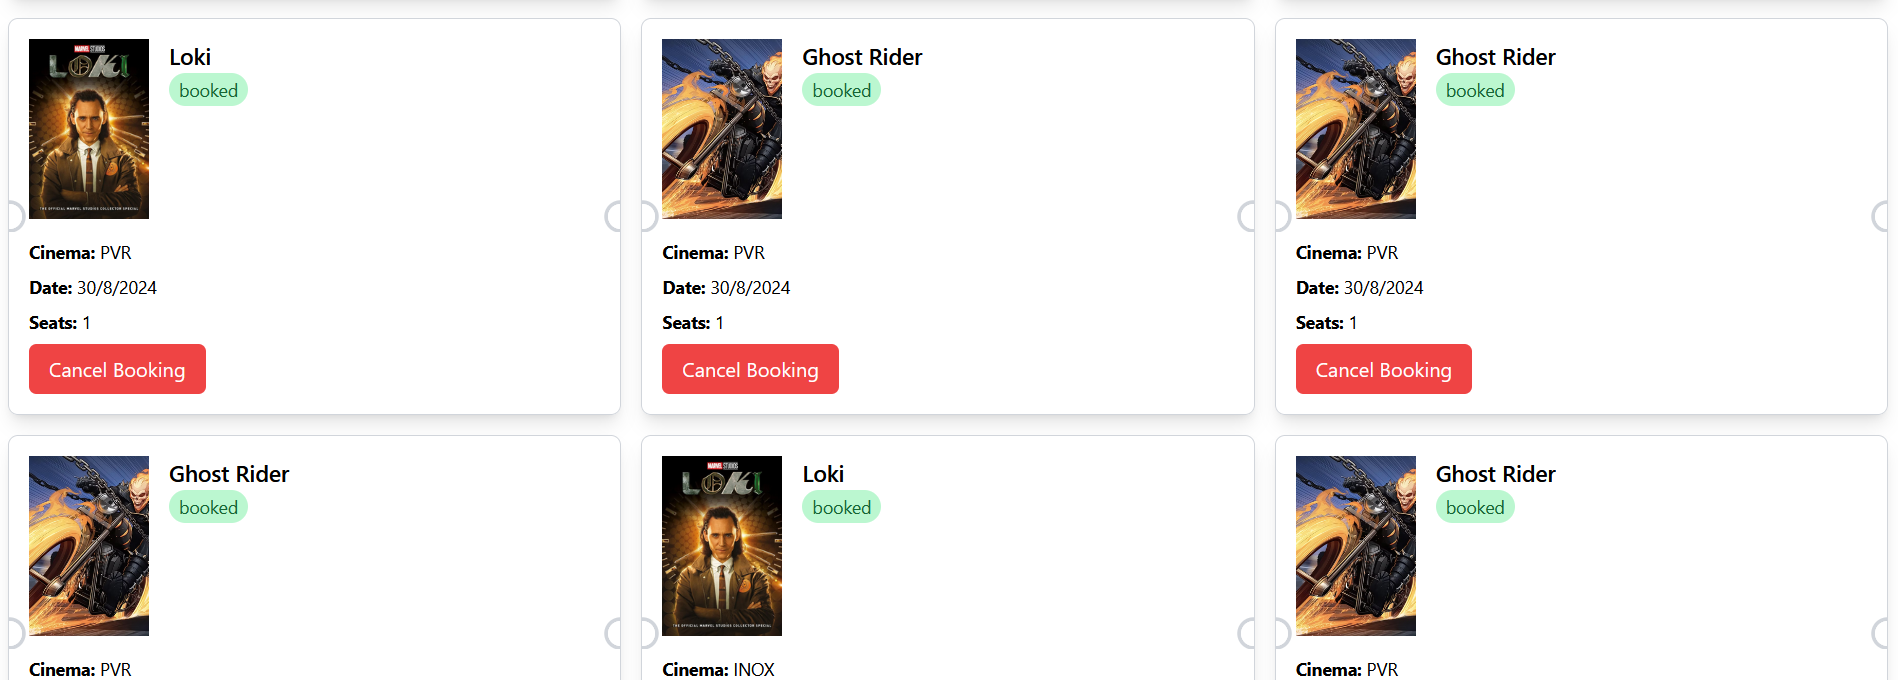 MARVEL STUDIOS
LOKI
THE OFFICIAL MARVEL STUDIOS COLLECTOR SPECIAL
Loki
booked
Cinema: PVR
Date: 30/8/2024
Seats: 1
Cancel Booking
Ghost Rider
booked
Cinema: PVR
Date: 30/8/2024
Seats: 1
Cancel Booking
Ghost Rider
booked
Cinema: PVR
Date: 30/8/2024
Seats: 1
Cancel Booking
Ghost Rider
booked
Cinema: PVR
MARVEL STUDIOS
LOKI
THE OFFICIAL MARVEL STUDIOS COLLECTOR SPECIAL
Loki
booked
Cinema: INOX
Ghost Rider
booked
Cinema: PVR